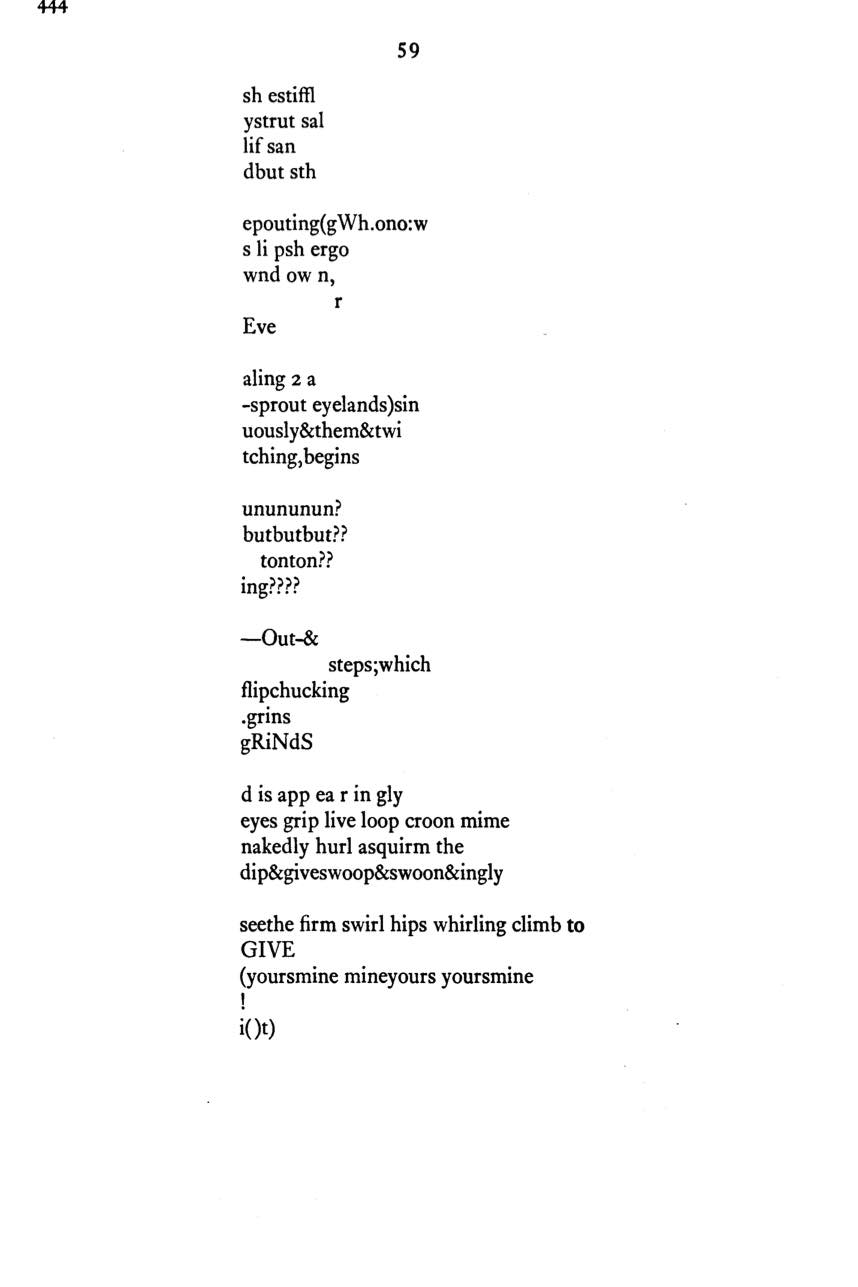 444
59
sh estiffl
ystrut sal
lif san
dbut sth
epouting(gWh.ono:w
s li psh ergo
wnd ow n,
r
Eve
aling 2 a
-sprout eyelands)sin
uously&them&twi
tching,begins
unununun?
butbutbut??
tonton??
ing????
—Out-&
steps;which
flipchucking
.grins
gRiNdS
d is app ea r in gly
eyes grip live loop croon mime
nakedly hurl asquirm the
dip&giveswoop&swoon&ingly
seethe firm swirl hips whirling climb to
GIVE
(yoursmine mineyours yoursmine
!
i()t)